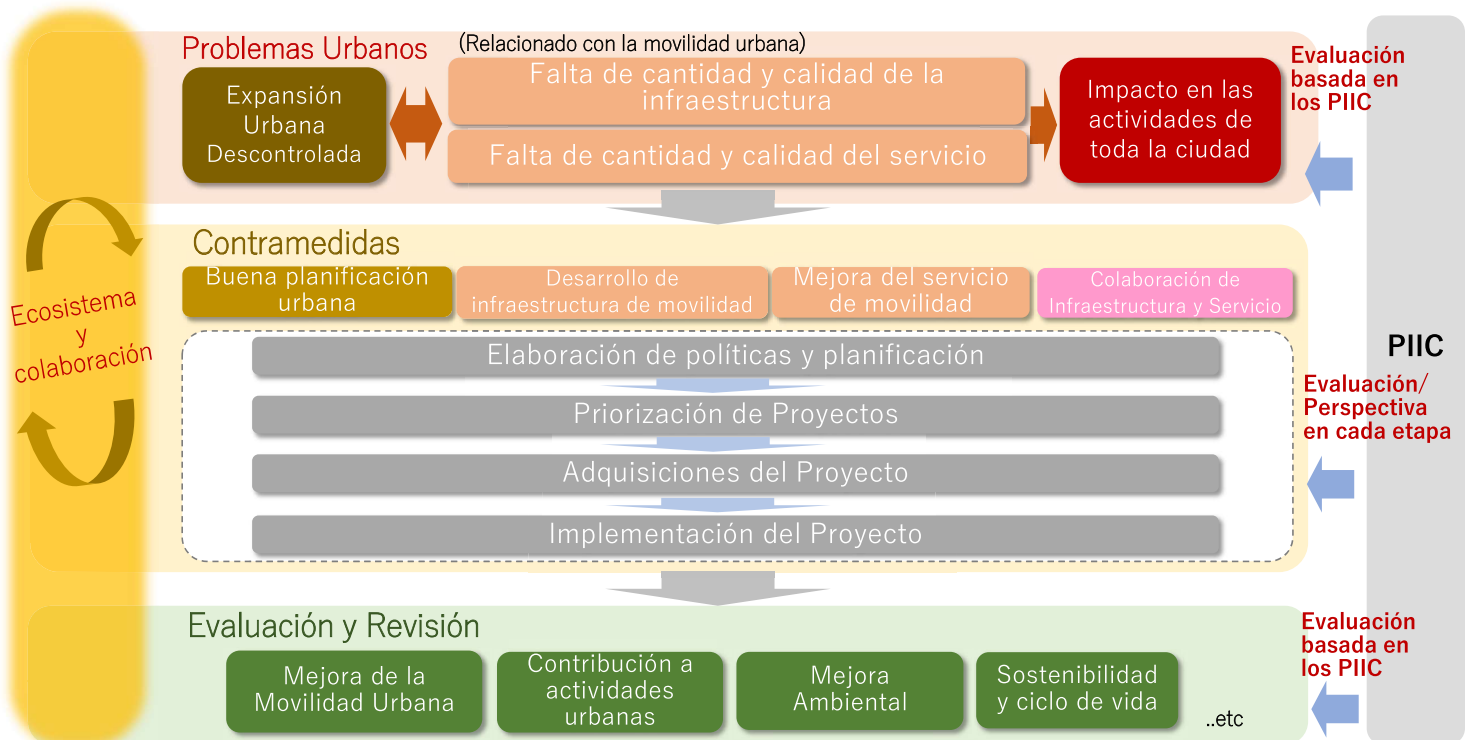 Problemas Urbanos
(Relacionado con la movilidad urbana)
Expansión
Urbana
Descontrolada
Falta de cantidad y calidad de la
infraestructura
Falta de cantidad y calidad del servicio
Impacto en las
actividades de
toda la ciudad
Evaluación
basada en
los PIIC
Contramedidas
Buena planificación
urbana
Desarrollo de
infraestructura de movilidad
Mejora del servicio
de movilidad
Colaboración de
Infraestructura y Servicio
Ecosistema
y
colaboración
Elaboración de políticas y planificación
Priorización de Proyectos
Adquisiciones del Proyecto
Implementación del Proyecto
PIIC
Evaluación/
Perspectiva
en cada etapa
Evaluación y Revisión
Mejora de la
Movilidad Urbana
Contribución a
actividades
urbanas
Mejora
Ambiental
Sostenibilidad
y ciclo de vida
..etc
Evaluación
basada en
los PIIC